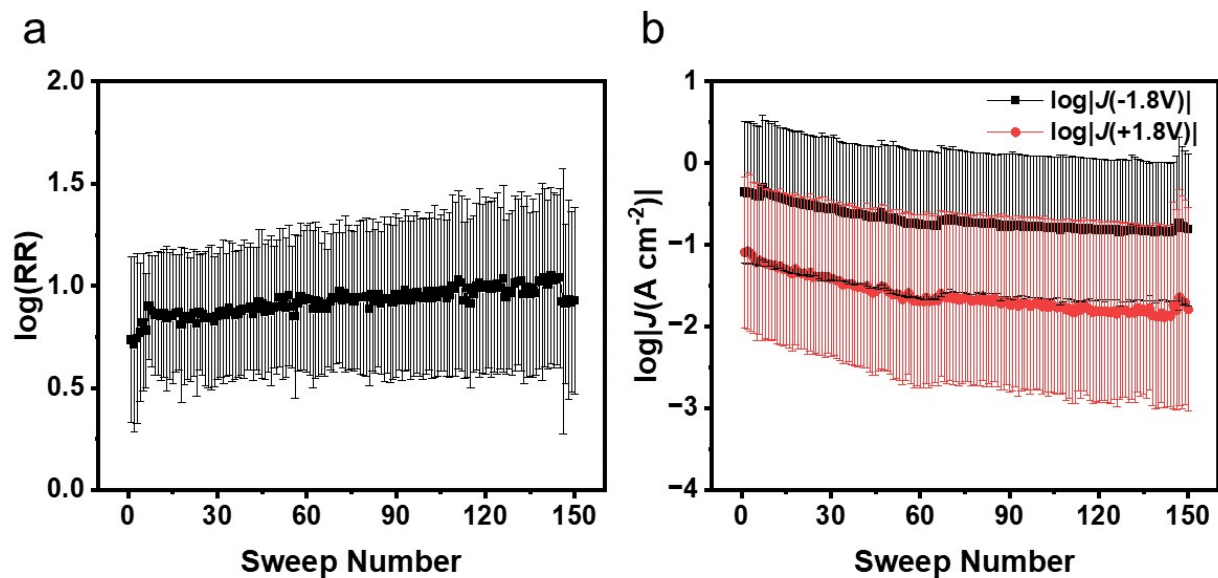 a
2.0
1.5
1.0
0.5
0.0
log(RR)
0 30 60 90 120 150
Sweep Number
b
1
0
−1
−2
−3
−4
log|J/(A cm⁻²)|
log|J(-1.8V)|
log|J(+1.8V)|
0 30 60 90 120 150
Sweep Number